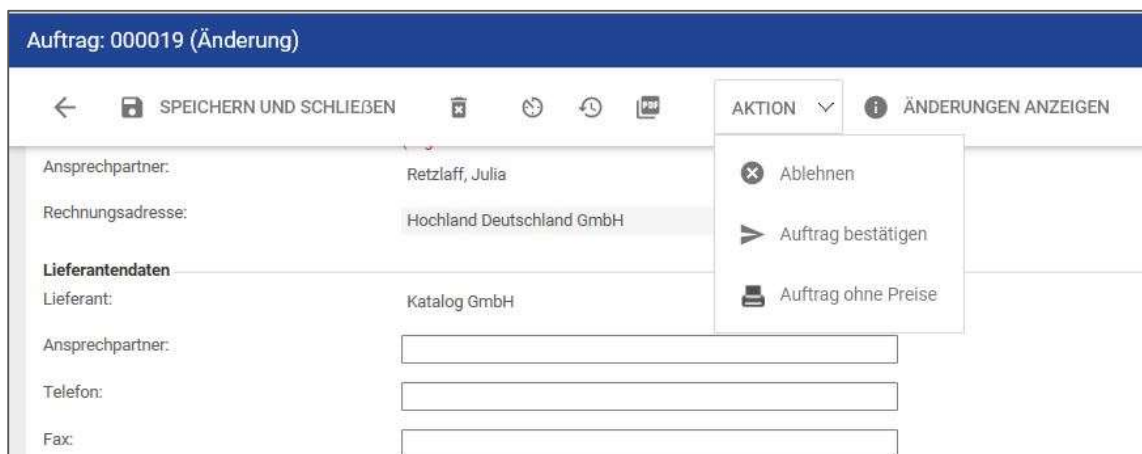 Auftrag: 000019 (Änderung)
SPEICHERN UND SCHLIEẞEN PDF AKTION ÄNDERUNGEN ANZEIGEN
Ansprechpartner: Retzlaff, Julia
Ablehnen
Rechnungsadresse: Hochland Deutschland GmbH
Auftrag bestätigen
Lieferantendaten
Lieferant: Katalog GmbH
Auftrag ohne Preise
Ansprechpartner:
Telefon:
Fax: